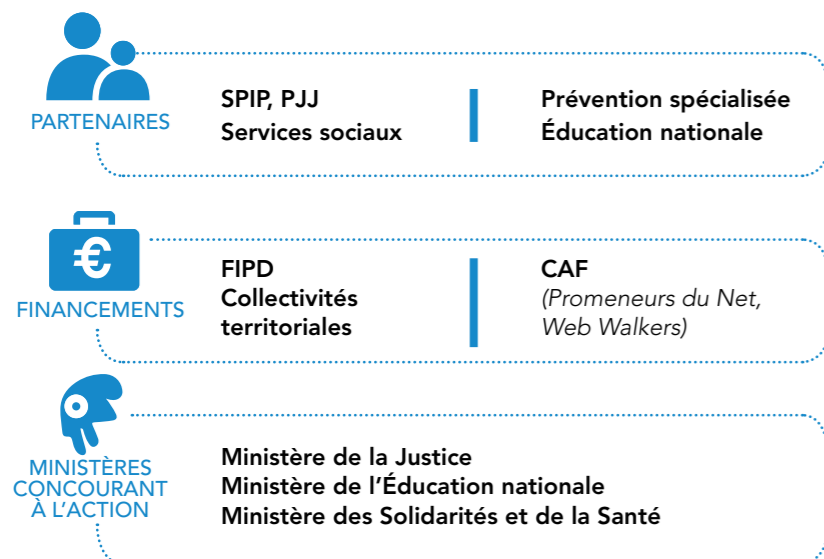 PARTENAIRES
SPIP, PJJ
Services sociaux
Prévention spécialisée
Éducation nationale
€
FINANCEMENTS
FIPD
Collectivités
territoriales
CAF
(Promeneurs du Net,
Web Walkers)
MINISTÈRES
CONCOURANT
À L’ACTION
Ministère de la Justice
Ministère de l’Éducation nationale
Ministère des Solidarités et de la Santé